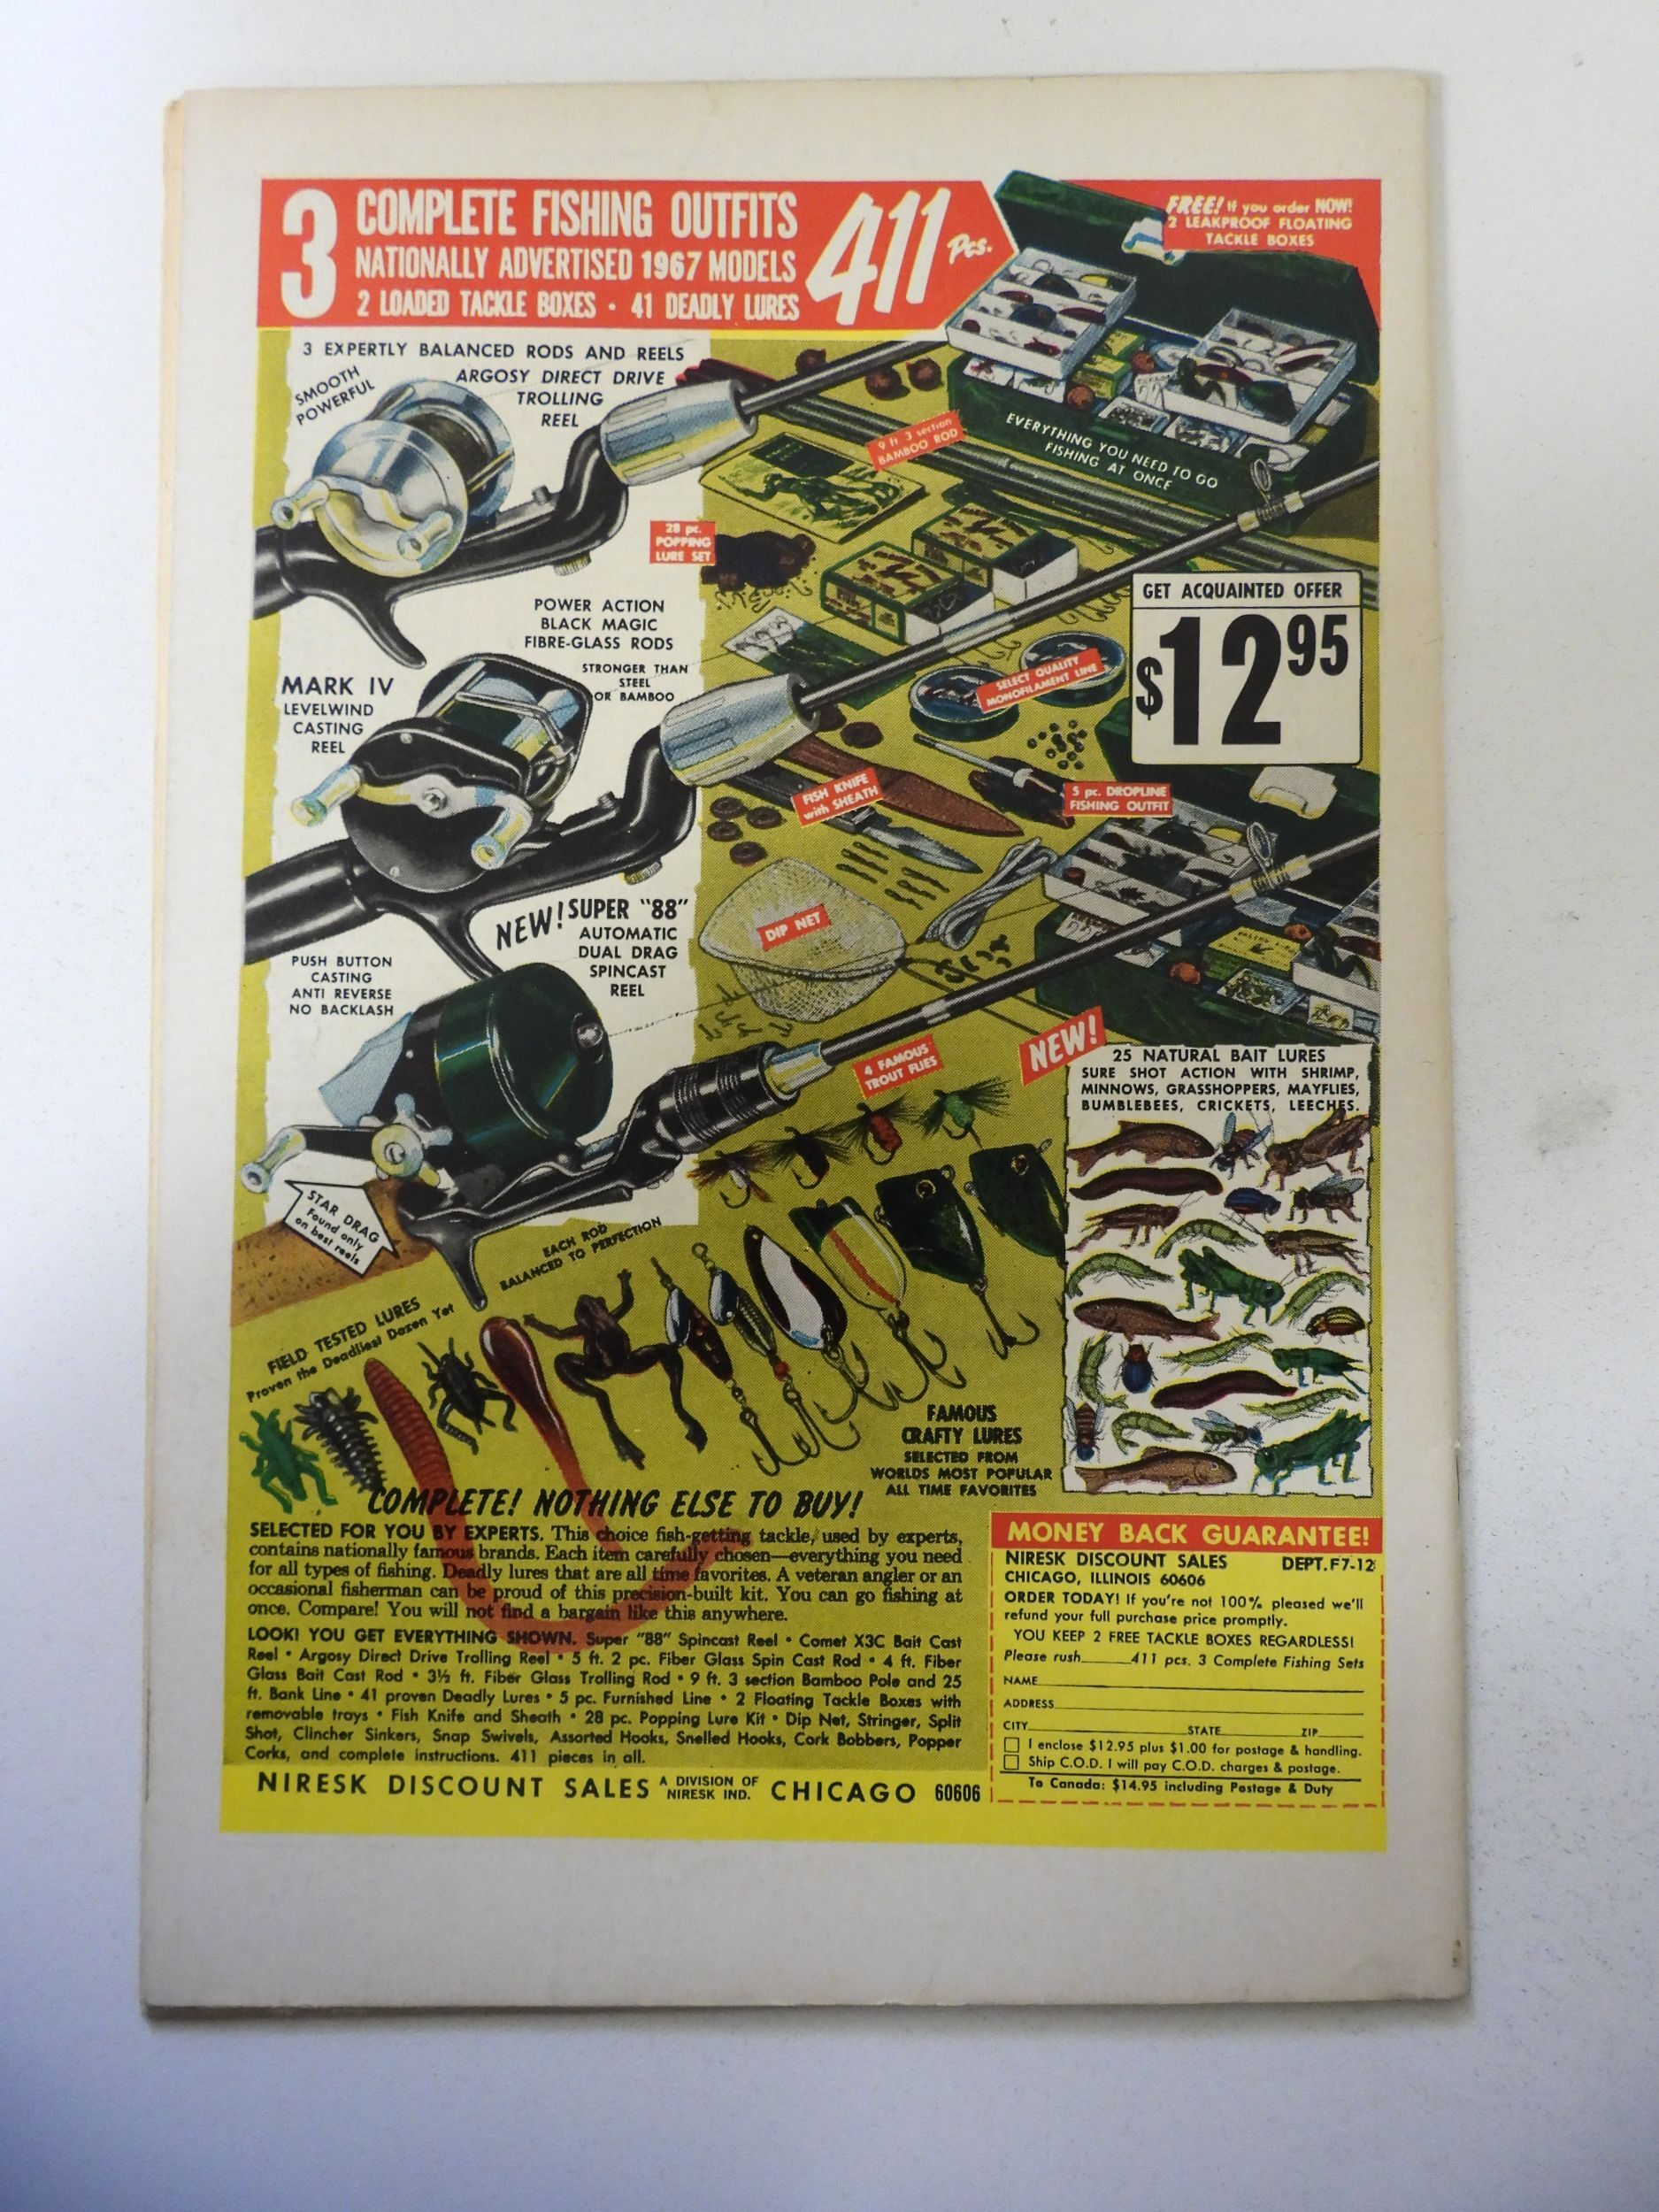 3
COMPLETE FISHING OUTFITS
NATIONALLY ADVERTISED 1967 MODELS
2 LOADED TACKLE BOXES • 41 DEADLY LURES
411 Pcs.
FREE! If you order NOW!
2 LEAKPROOF FLOATING
TACKLE BOXES
3 EXPERTLY BALANCED RODS AND REELS
SMOOTH
POWERFUL
ARGOSY DIRECT DRIVE
TROLLING
REEL
9 ft 3 section
BAMBOO ROD
EVERYTHING YOU NEED TO GO
FISHING AT ONCE
28 pc.
POPPING
LURE SET
GET ACQUAINTED OFFER
$12 95
POWER ACTION
BLACK MAGIC
FIBRE-GLASS RODS
STRONGER THAN
STEEL
OR BAMBOO
MARK IV
LEVELWIND
CASTING
REEL
SELECT QUALITY
MONOFILAMENT LINE
FISH KNIFE
with SHEATH
5 pc. DROPLINE
FISHING OUTFIT
NEW! SUPER "88"
AUTOMATIC
DUAL DRAG
SPINCAST
REEL
DIP NET
PUSH BUTTON
CASTING
ANTI REVERSE
NO BACKLASH
4 FAMOUS
TROUT FLIES
NEW!
25 NATURAL BAIT LURES
SURE SHOT ACTION WITH SHRIMP,
MINNOWS, GRASSHOPPERS, MAYFLIES,
BUMBLEBEES, CRICKETS, LEECHES.
STAR DRAG
Found only
on best reels
EACH ROD
BALANCED TO PERFECTION
FIELD TESTED LURES
Proven the Deadliest Dozen Yet
FAMOUS
CRAFTY LURES
SELECTED FROM
WORLDS MOST POPULAR
ALL TIME FAVORITES
COMPLETE! NOTHING ELSE TO BUY!
SELECTED FOR YOU BY EXPERTS. This choice fish-getting tackle, used by experts,
contains nationally famous brands. Each item carefully chosen—everything you need
for all types of fishing. Deadly lures that are all time favorites. A veteran angler or an
occasional fisherman can be proud of this precision-built kit. You can go fishing at
once. Compare! You will not find a bargain like this anywhere.
LOOK! YOU GET EVERYTHING SHOWN. Super "88" Spincast Reel • Comet X3C Bait Cast
Reel • Argosy Direct Drive Trolling Reel • 5 ft. 2 pc. Fiber Glass Spin Cast Rod • 4 ft. Fiber
Glass Bait Cast Rod • 3½ ft. Fiber Glass Trolling Rod • 9 ft. 3 section Bamboo Pole and 25
ft. Bank Line • 41 proven Deadly Lures • 5 pc. Furnished Line • 2 Floating Tackle Boxes with
removable trays • Fish Knife and Sheath • 28 pc. Popping Lure Kit • Dip Net, Stringer, Split
Shot, Clincher Sinkers, Snap Swivels, Assorted Hooks, Snelled Hooks, Cork Bobbers, Popper
Corks, and complete instructions. 411 pieces in all.
NIRESK DISCOUNT SALES A DIVISION OF NIRESK IND. CHICAGO 60606
MONEY BACK GUARANTEE!
NIRESK DISCOUNT SALES DEPT. F7-12
CHICAGO, ILLINOIS 60606
ORDER TODAY! If you're not 100% pleased we'll
refund your full purchase price promptly.
YOU KEEP 2 FREE TACKLE BOXES REGARDLESS!
Please rush____411 pcs. 3 Complete Fishing Sets
NAME
ADDRESS
CITY STATE ZIP
I enclose $12.95 plus $1.00 for postage & handling.
Ship C.O.D. I will pay C.O.D. charges & postage.
To Canada: $14.95 including Postage & Duty